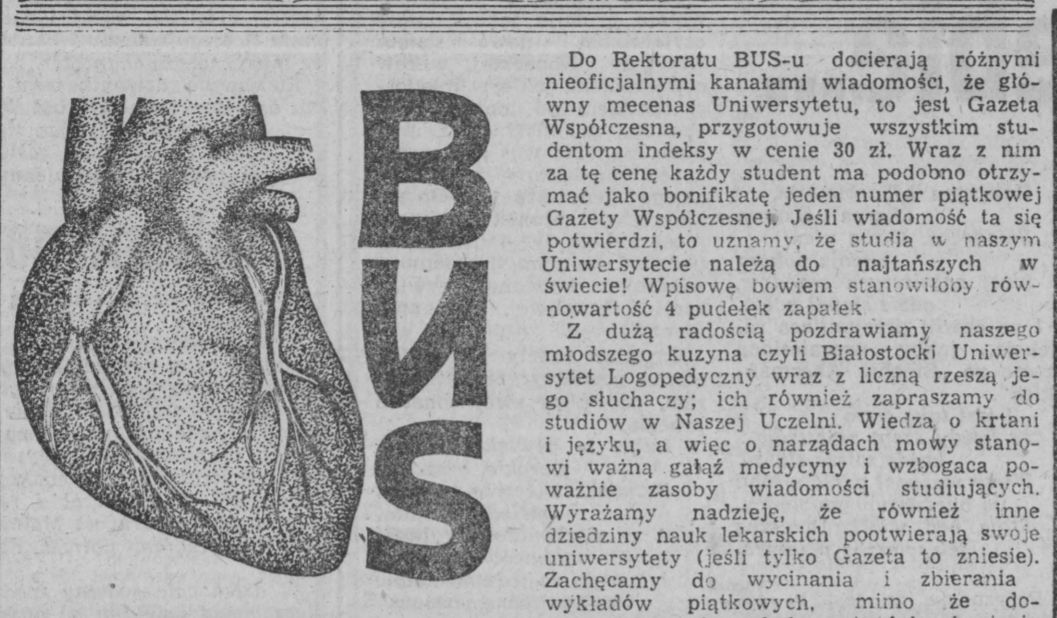 B
U
S
Do Rektoratu BUS-u docierają różnymi
nieoficjalnymi kanałami wiadomości, że głó-
wny mecenas Uniwersytetu, to jest Gazeta
Współczesna, przygotowuje wszystkim stu-
dentom indeksy w cenie 30 zł. Wraz z nim
za tę cenę każdy student ma podobno otrzy-
mać jako bonifikatę jeden numer piątkowej
Gazety Współczesnej. Jeśli wiadomość ta się
potwierdzi, to uznamy, że studia w naszym
Uniwersytecie należą do najtańszych w
świecie! Wpisowe bowiem stanowiłoby rów-
nowartość 4 pudełek zapałek
Z dużą radością pozdrawiamy naszego
młodszego kuzyna czyli Białostocki Uniwer-
sytet Logopedyczny wraz z liczną rzeszą je-
go słuchaczy; ich również zapraszamy do
studiów w Naszej Uczelni. Wiedza o krtani
i języku, a więc o narządach mowy stano-
wi ważną gałąź medycyny i wzbogaca po-
ważnie zasoby wiadomości studiujących.
Wyrażamy nadzieję, że również inne
dziedziny nauk lekarskich pootwierają swoje
uniwersytety (jeśli tylko Gazeta to zniesie).
Zachęcamy do wycinania i zbierania
wykładów piątkowych, mimo że do-